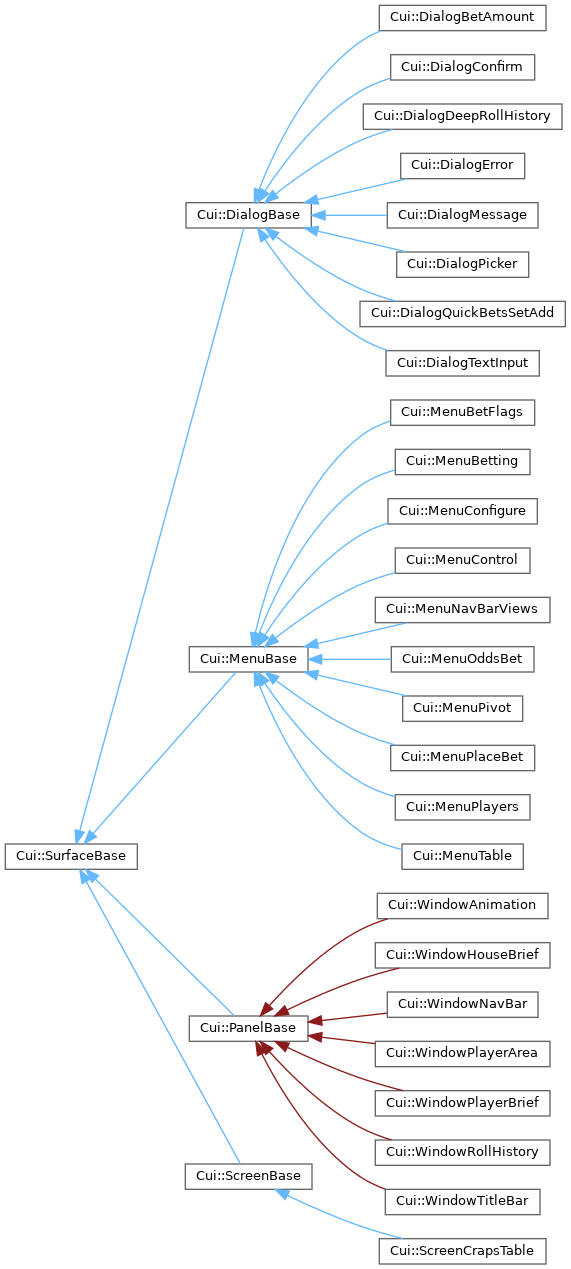 Cui::DialogBetAmount
Cui::DialogConfirm
Cui::DialogDeepRollHistory
Cui::DialogError
Cui::DialogBase
Cui::DialogMessage
Cui::DialogPicker
Cui::DialogQuickBetsSetAdd
Cui::DialogTextInput
Cui::MenuBetFlags
Cui::MenuBetting
Cui::MenuConfigure
Cui::MenuControl
Cui::MenuNavBarViews
Cui::MenuBase
Cui::MenuOddsBet
Cui::MenuPivot
Cui::MenuPlaceBet
Cui::MenuPlayers
Cui::SurfaceBase
Cui::MenuTable
Cui::WindowAnimation
Cui::WindowHouseBrief
Cui::WindowNavBar
Cui::PanelBase
Cui::WindowPlayerArea
Cui::WindowPlayerBrief
Cui::WindowRollHistory
Cui::ScreenBase
Cui::WindowTitleBar
Cui::ScreenCrapsTable